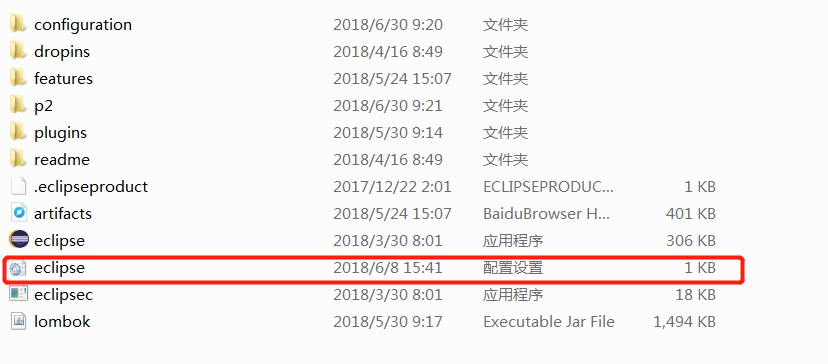 configuration 2018/6/30 9:20 文件夹
dropins 2018/4/16 8:49 文件夹
features 2018/5/24 15:07 文件夹
p2 2018/6/30 9:21 文件夹
plugins 2018/5/30 9:14 文件夹
readme 2018/4/16 8:49 文件夹
.eclipseproduct 2017/12/22 2:01 ECLIPSEPRODUC... 1 KB
artifacts 2018/5/24 15:07 BaiduBrowser H... 401 KB
eclipse 2018/3/30 8:01 应用程序 306 KB
eclipse 2018/6/8 15:41 配置设置 1 KB
eclipsec 2018/3/30 8:01 应用程序 18 KB
lombok 2018/5/30 9:17 Executable Jar File 1,494 KB